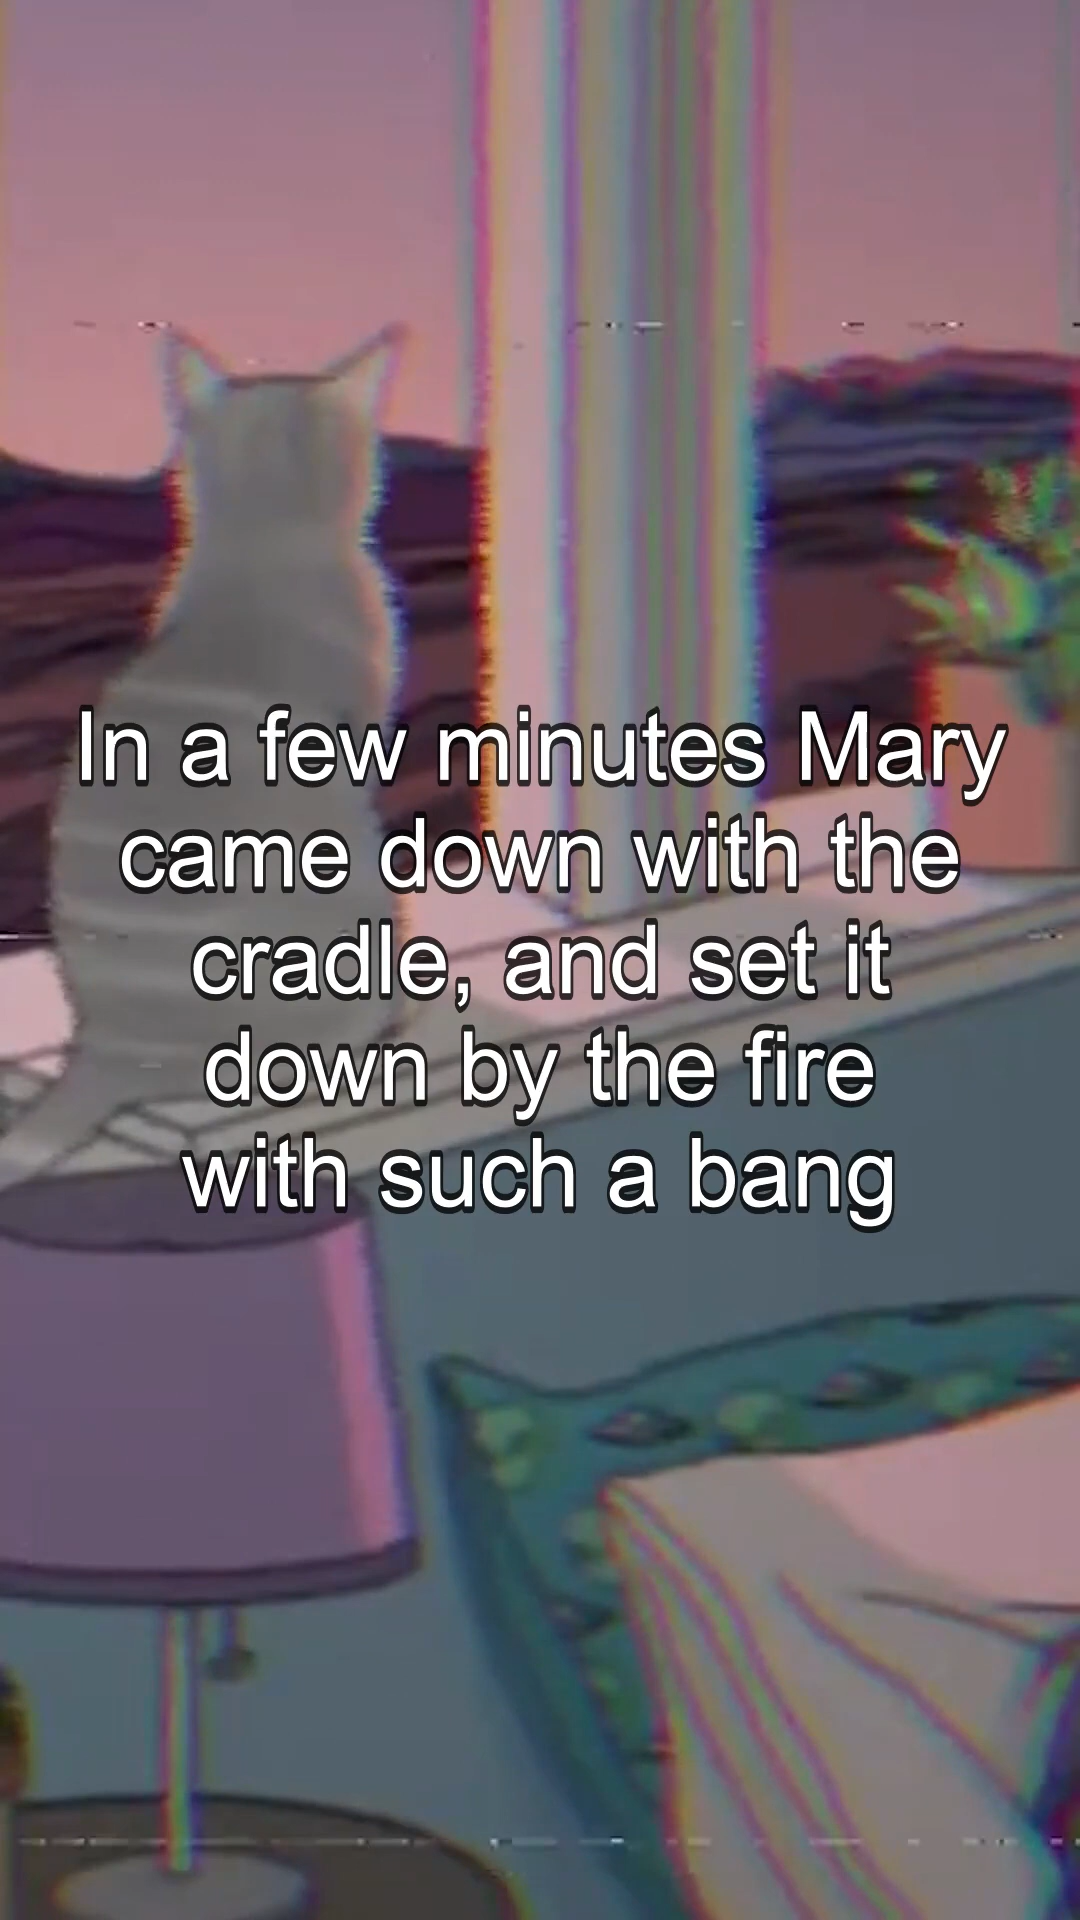 In a few minutes Mary
came down with the
cradle, and set it
down by the fire
with such a bang